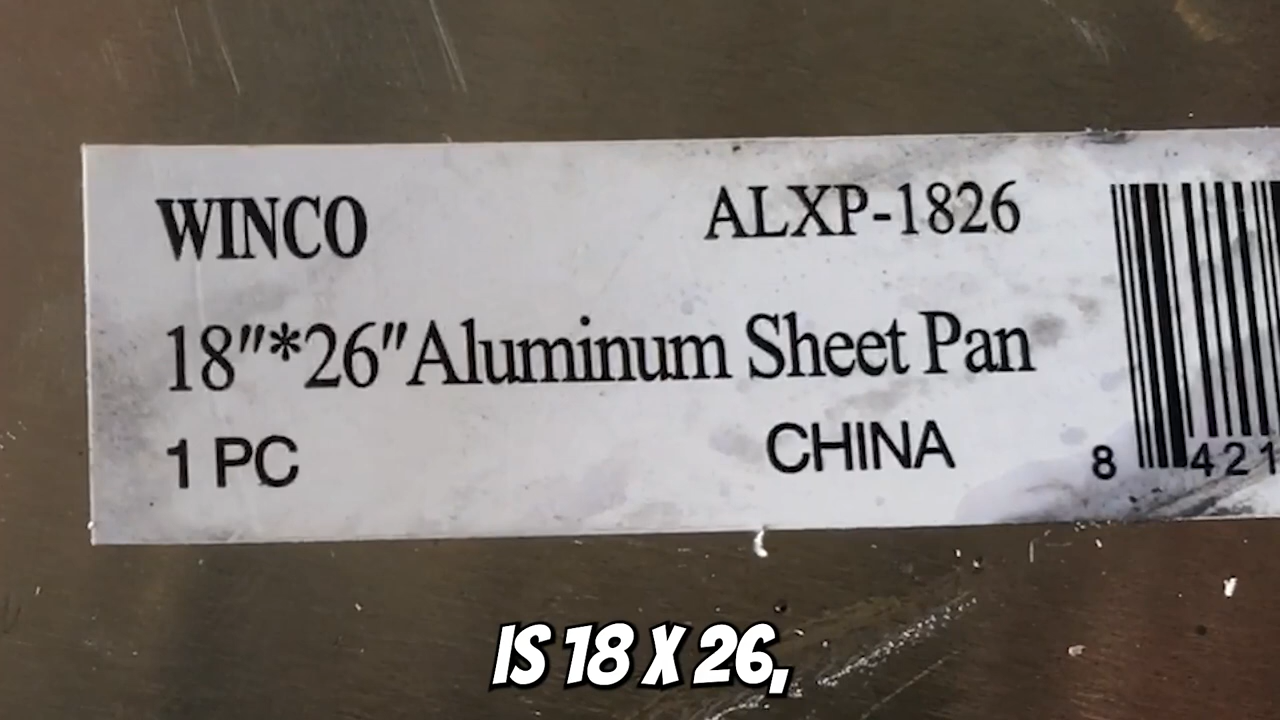 WINCO ALXP-1826
18"*26"Aluminum Sheet Pan
1 PC CHINA
8 421
IS 18 X 26,